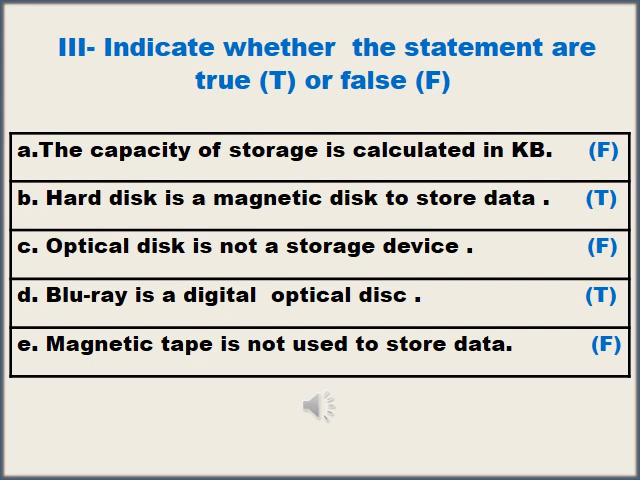 III- Indicate whether  the statement are
true (T) or false (F)
a.The capacity of storage is calculated in KB. (F)
b. Hard disk is a magnetic disk to store data . (T)
c. Optical disk is not a storage device . (F)
d. Blu-ray is a digital  optical disc . (T)
e. Magnetic tape is not used to store data. (F)